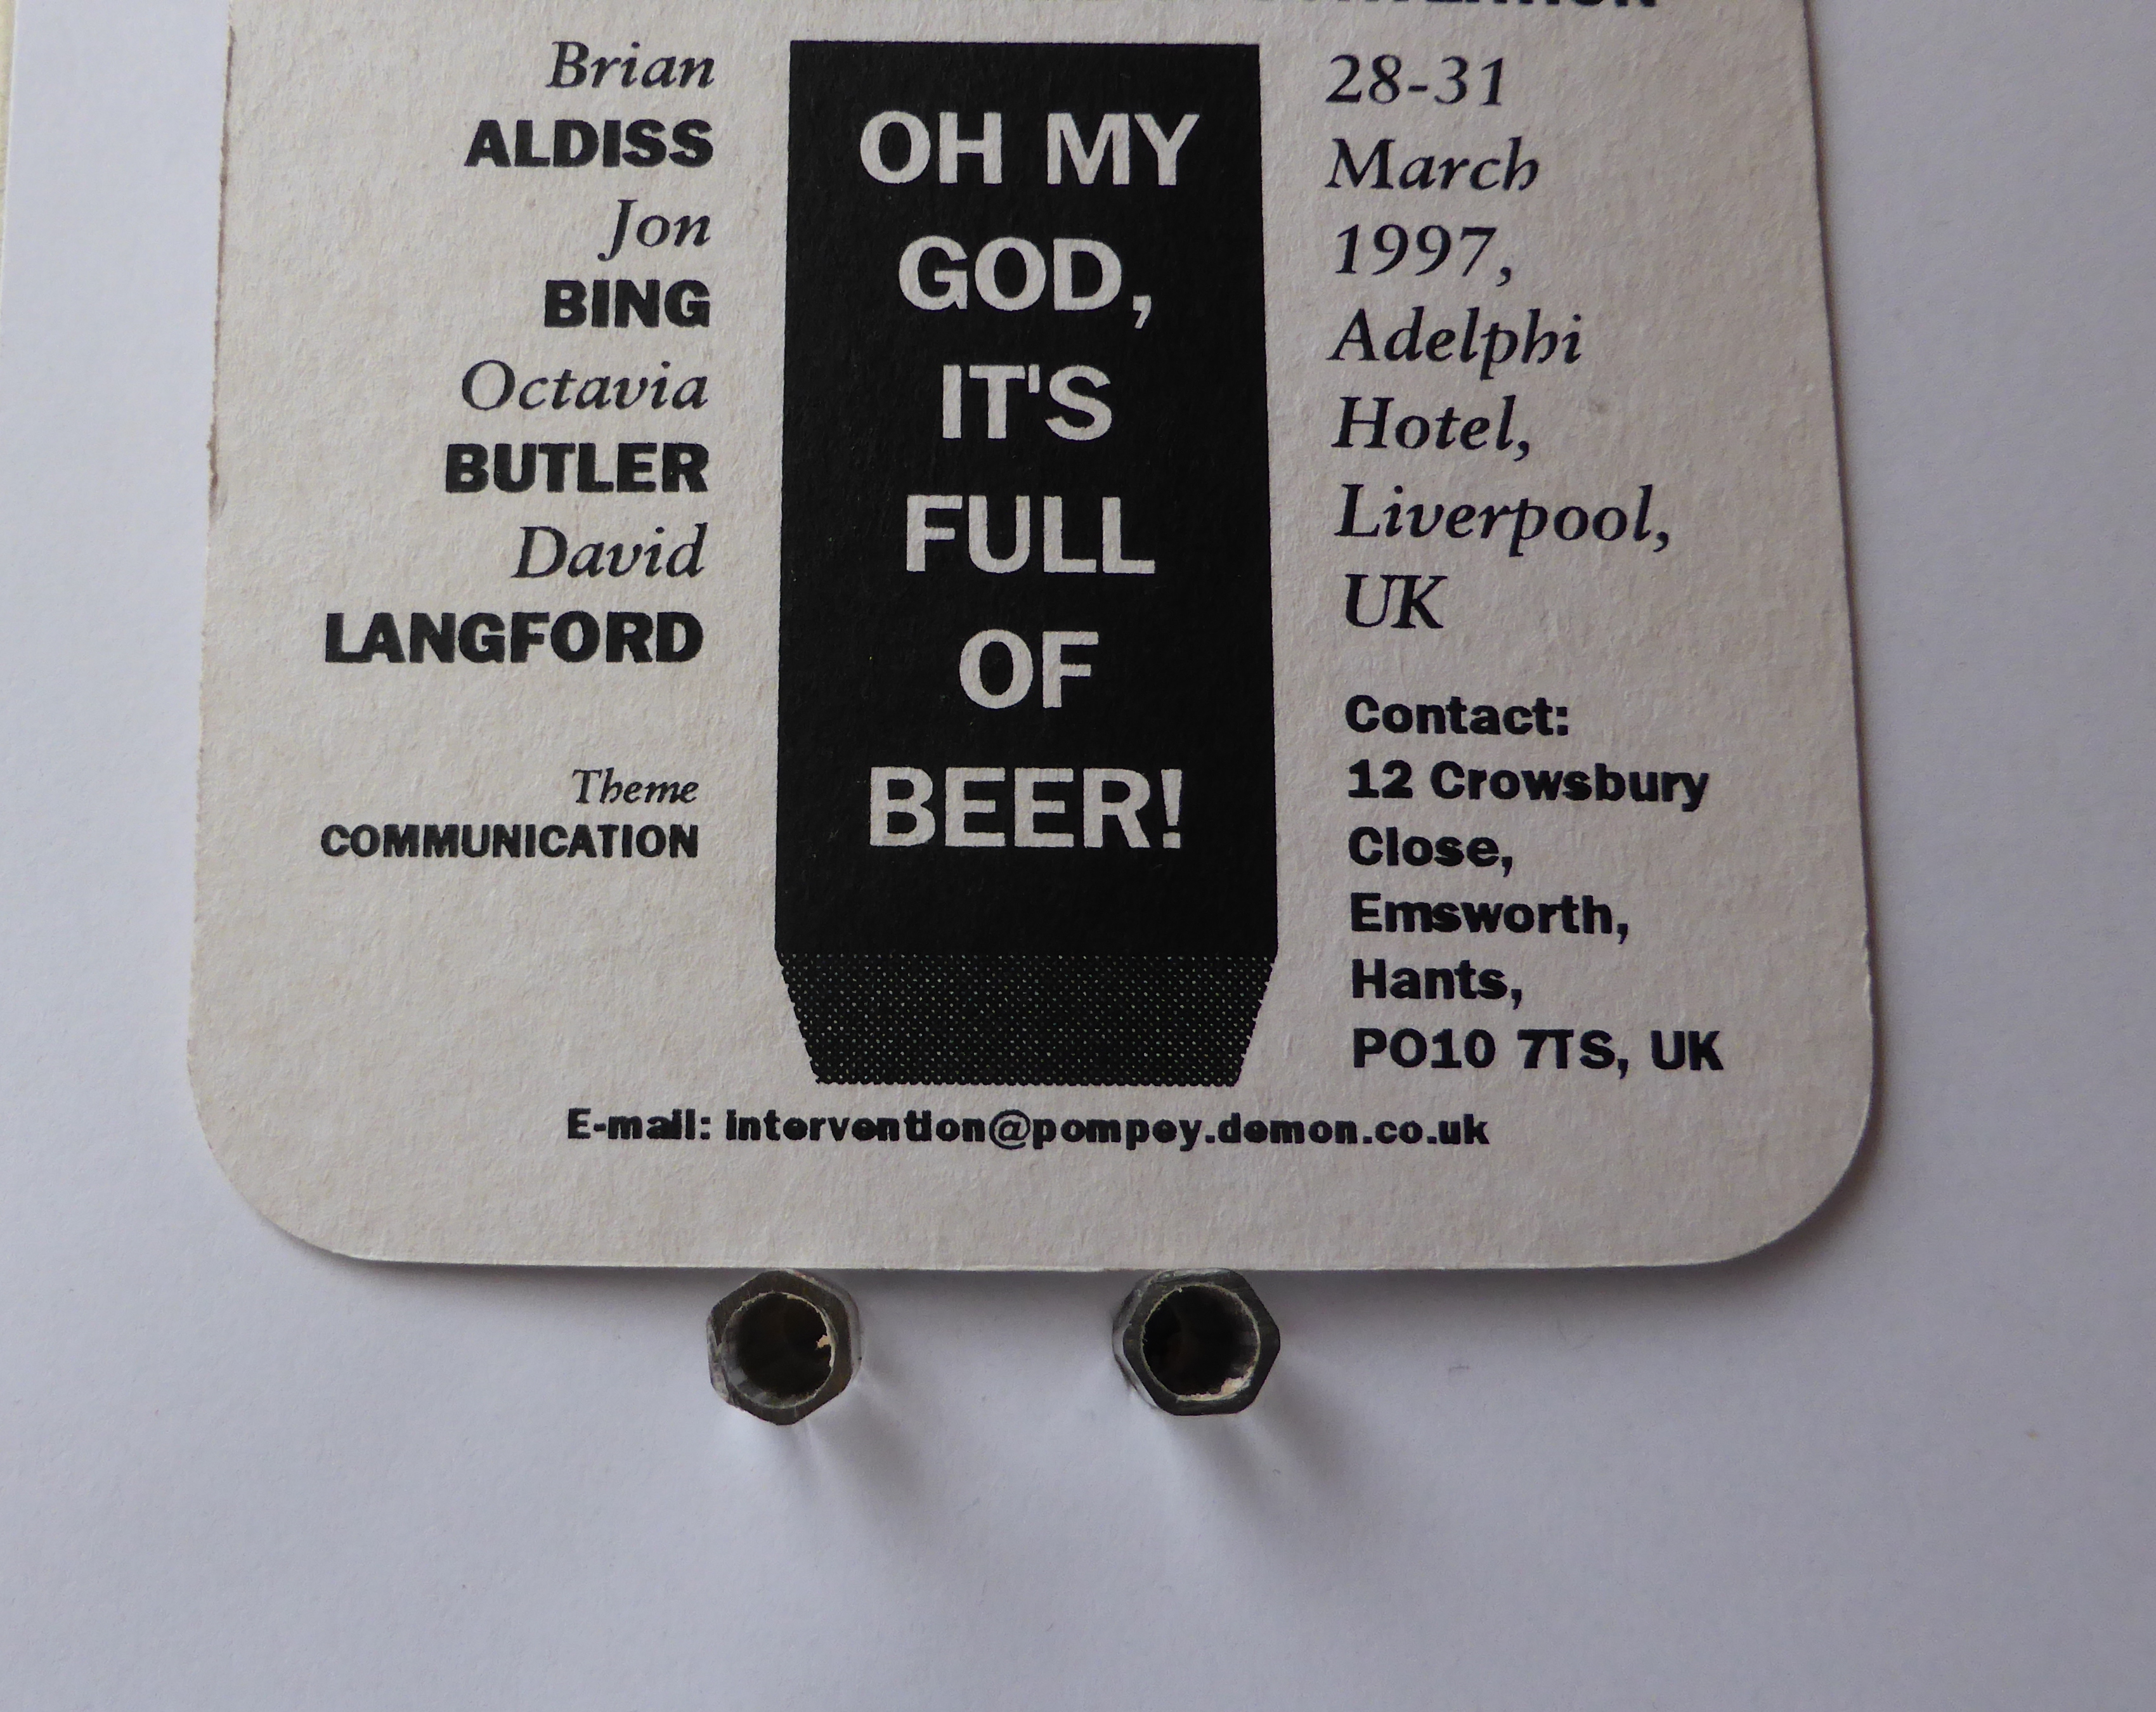 Brian
ALDISS
Jon
BING
Octavia
BUTLER
David
LANGFORD
Theme
COMMUNICATION
OH MY
GOD,
IT'S
FULL
OF
BEER!
28-31
March
1997,
Adelphi
Hotel,
Liverpool,
UK
Contact:
12 Crowsbury
Close,
Emsworth,
Hants,
PO10 7TS, UK
E-mail: intervention@pompey.demon.co.uk